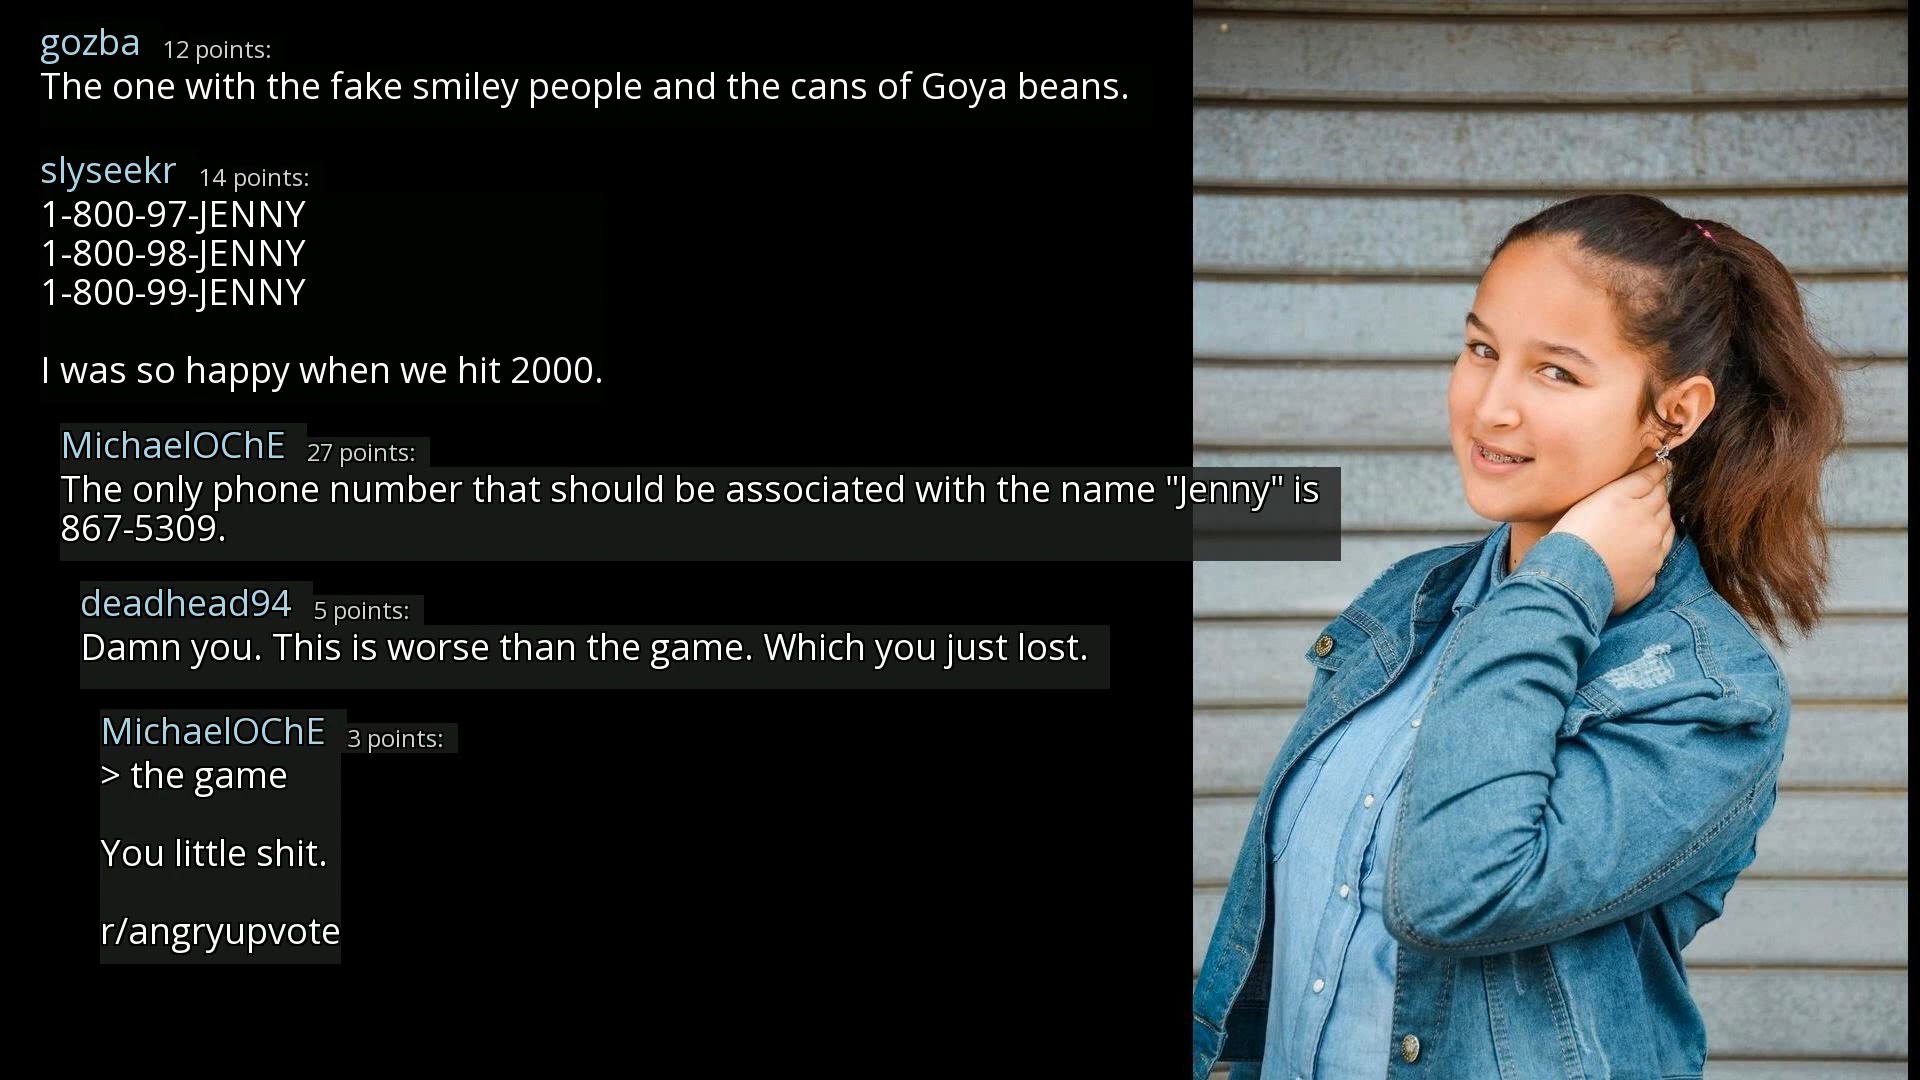 gozba 12 points:
The one with the fake smiley people and the cans of Goya beans.
slyseekr 14 points:
1-800-97-JENNY
1-800-98-JENNY
1-800-99-JENNY
I was so happy when we hit 2000.
MichaelOChE 27 points:
The only phone number that should be associated with the name "Jenny" is
867-5309.
deadhead94 5 points:
Damn you. This is worse than the game. Which you just lost.
MichaelOChE 3 points:
> the game
You little shit.
r/angryupvote